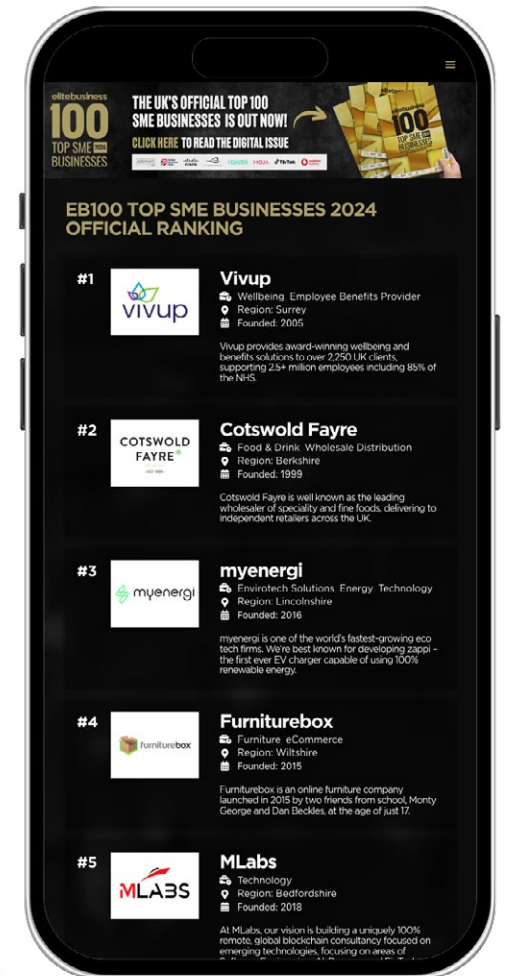 elitebusiness
100
TOP SME 2024
BUSINESSES
THE UK'S OFFICIAL TOP 100
SME BUSINESSES IS OUT NOW!
CLICK HERE TO READ THE DIGITAL ISSUE
TikTok
100
TOP SME
BUSINESSES
EB100 TOP SME BUSINESSES 2024
OFFICIAL RANKING
#1
vivup
Vivup
Wellbeing Employee Benefits Provider
Region: Surrey
Founded: 2005
Vivup provides award-winning wellbeing and
benefits solutions to over 2,250 UK clients,
supporting 2.5+ million employees including 85% of
the NHS.
#2
COTSWOLD
FAYRE
Cotswold Fayre
Food & Drink Wholesale Distribution
Region: Berkshire
Founded: 1999
Cotswold Fayre is well known as the leading
wholesaler of speciality and fine foods, delivering to
independent retailers across the UK.
#3
myenergi
myenergi
Envirotech Solutions Energy Technology
Region: Lincolnshire
Founded: 2016
myenergi is one of the world's fastest-growing eco
tech firms. We're best known for developing zappi –
the first ever EV charger capable of using 100%
renewable energy.
#4
furniturebox
Furniturebox
Furniture eCommerce
Region: Wiltshire
Founded: 2015
Furniturebox is an online furniture company
launched in 2015 by two friends from school, Monty
George and Dan Beckles, at the age of just 17.
#5
MLABS
MLabs
Technology
Region: Bedfordshire
Founded: 2018
At MLabs, our vision is building a uniquely 100%
remote, global blockchain consultancy focused on
emerging technologies, focusing on areas of